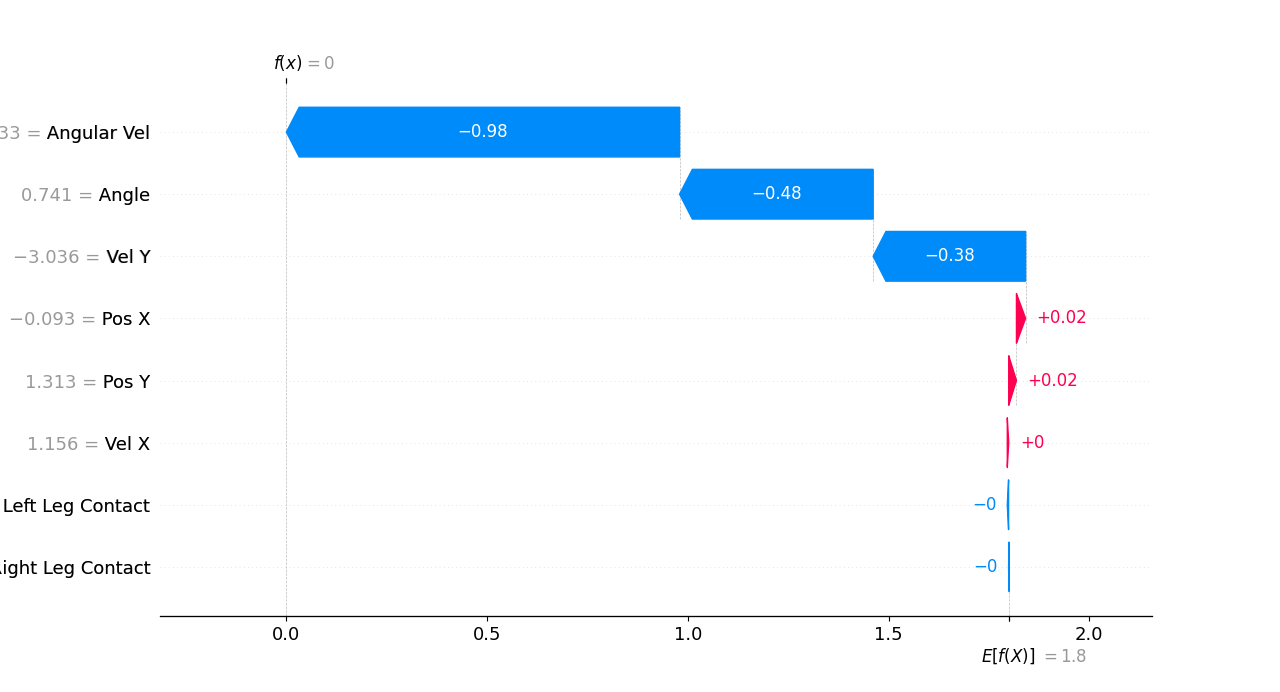 f(x) = 0
33 = Angular Vel
−0.98
0.741 = Angle
−0.48
−3.036 = Vel Y
−0.38
−0.093 = Pos X
+0.02
1.313 = Pos Y
+0.02
1.156 = Vel X
+0
Left Leg Contact
−0
ight Leg Contact
−0
0.0 0.5 1.0 1.5 2.0
E[f(X)] = 1.8